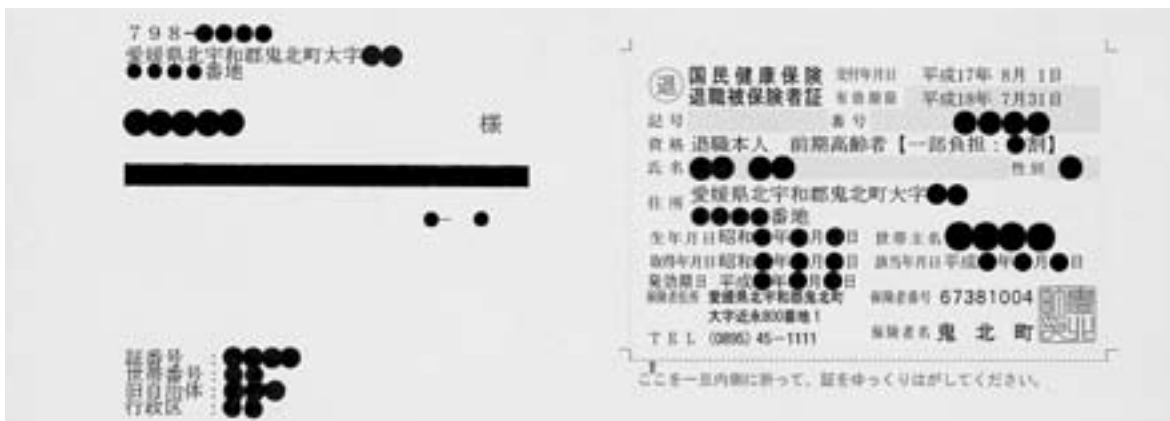 798-●●●●
愛媛県北宇和郡鬼北町大字●●
●●●●番地
●●●●● 様
●－ ●
証番号 : ●●●●
世帯番号 : ●●
旧自治体 : ●●●
行政区 : ●●
退 国民健康保険 交付年月日 平成17年 8月 1日
退職被保険者証 有効期限 平成18年 7月31日
記号 番号 ●●●●
資格 退職本人 前期高齢者【一部負担：●割】
氏名 ●● ●● 性別 ●
住所 愛媛県北宇和郡鬼北町大字●●
●●●●番地
生年月日 昭和●年●月●日 世帯主名 ●●●●
取得年月日 昭和●年●月●日 該当年月日 平成●年●月●日
発効期日 平成●年●月●日
保険者住所 愛媛県北宇和郡鬼北町 保険者番号 67381004
大字近永800番地1
TEL (0895) 45－1111 保険者名 鬼北町
ここを一旦内側に折って、証をゆっくりはがしてください。